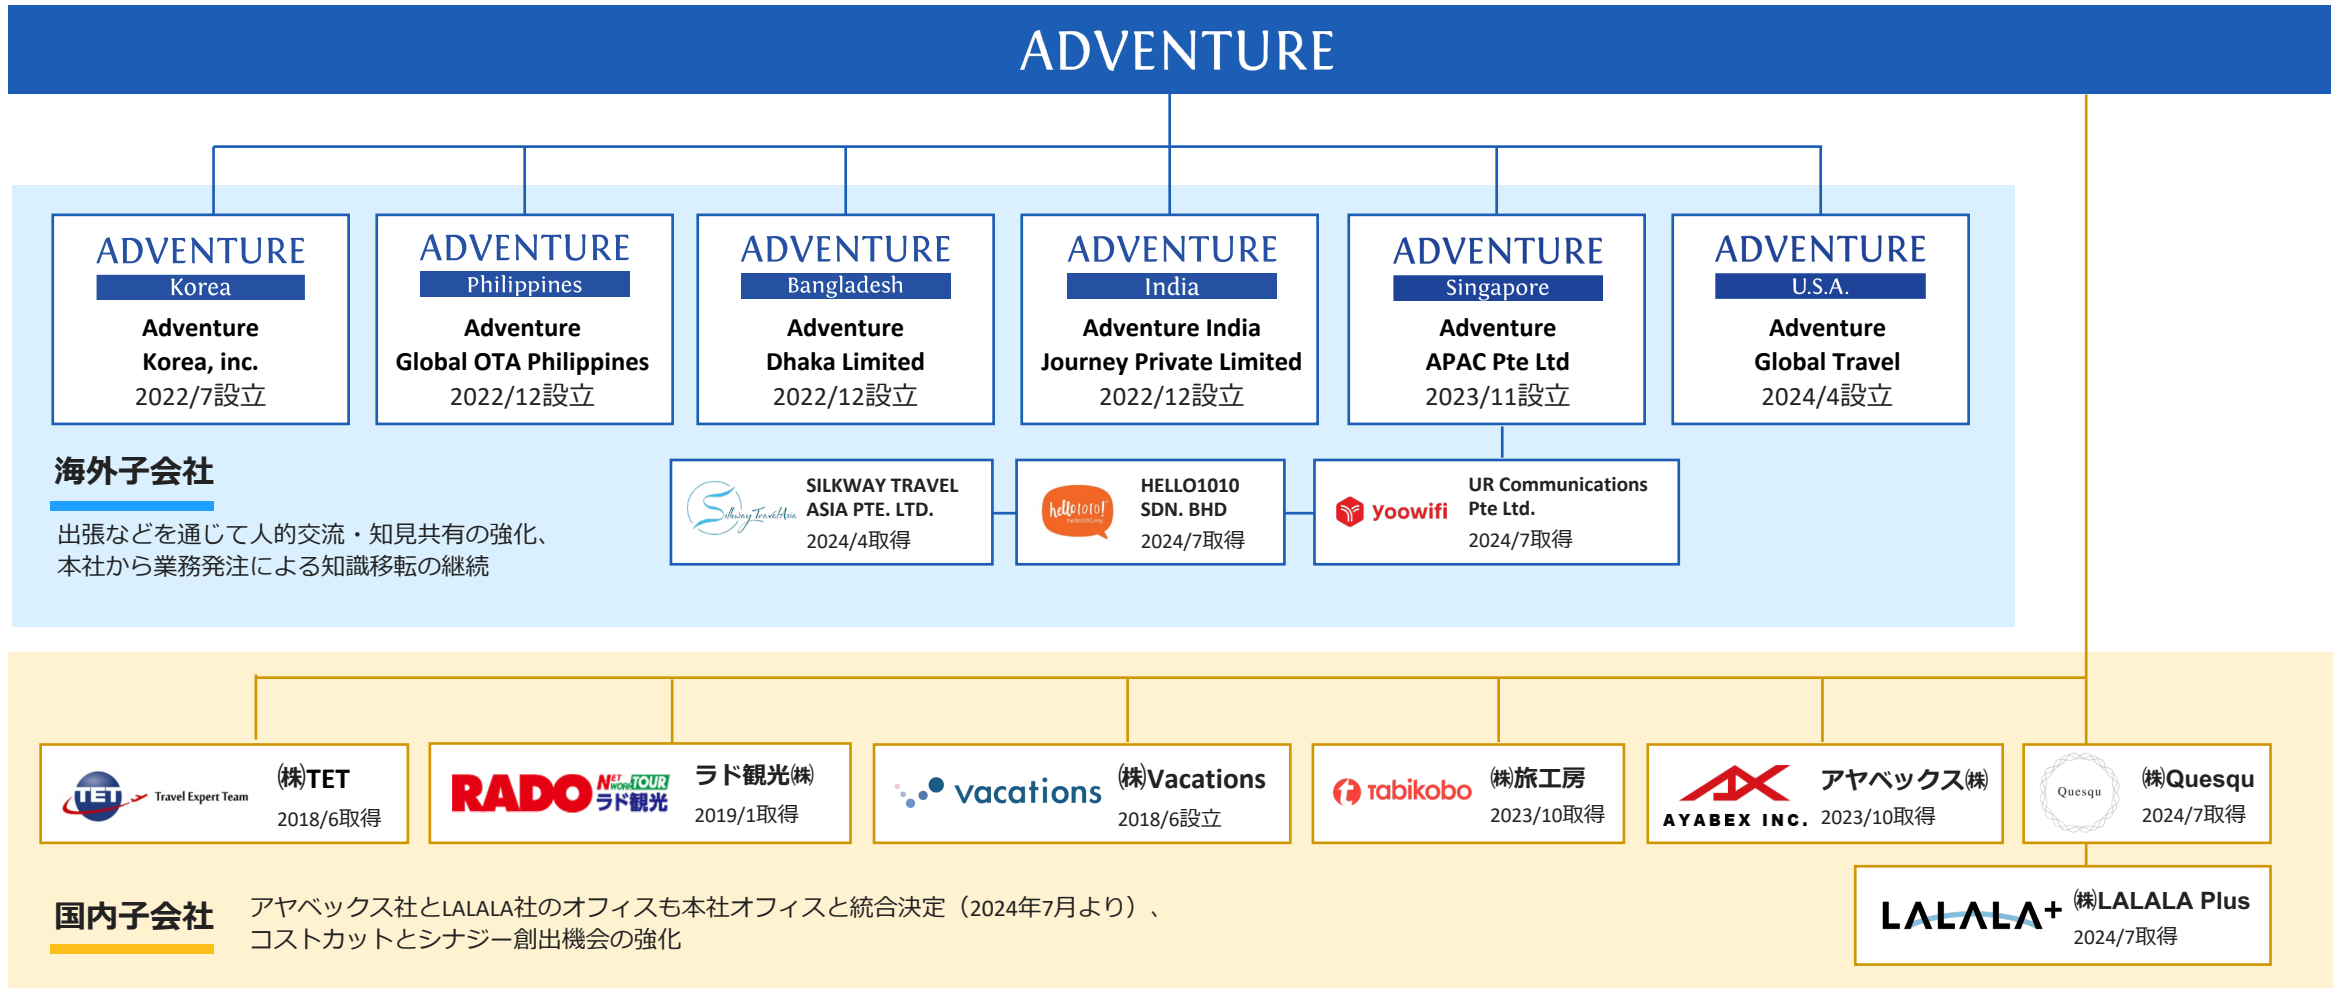 ADVENTURE
ADVENTURE
Korea
Adventure
Korea, inc.
2022/7設立
ADVENTURE
Philippines
Adventure
Global OTA Philippines
2022/12設立
ADVENTURE
Bangladesh
Adventure
Dhaka Limited
2022/12設立
ADVENTURE
India
Adventure India
Journey Private Limited
2022/12設立
ADVENTURE
Singapore
Adventure
APAC Pte Ltd
2023/11設立
ADVENTURE
U.S.A.
Adventure
Global Travel
2024/4設立
海外子会社
出張などを通じて人的交流・知見共有の強化、
本社から業務発注による知識移転の継続
Silkway Travel Asia
SILKWAY TRAVEL
ASIA PTE. LTD.
2024/4取得
hello1010!
hello1010.my
HELLO1010
SDN. BHD
2024/7取得
yoowifi
UR Communications
Pte Ltd.
2024/7取得
TET
Travel Expert Team
㈱TET
2018/6取得
RADO
NET WORK TOUR
ラド観光
ラド観光㈱
2019/1取得
vacations
㈱Vacations
2018/6設立
Tabikobo
㈱旅工房
2023/10取得
AYABEX INC.
アヤベックス㈱
2023/10取得
Quesqu
㈱Quesqu
2024/7取得
LALALA+
㈱LALALA Plus
2024/7取得
国内子会社
アヤベックス社とLALALA社のオフィスも本社オフィスと統合決定（2024年7月より）、
コストカットとシナジー創出機会の強化